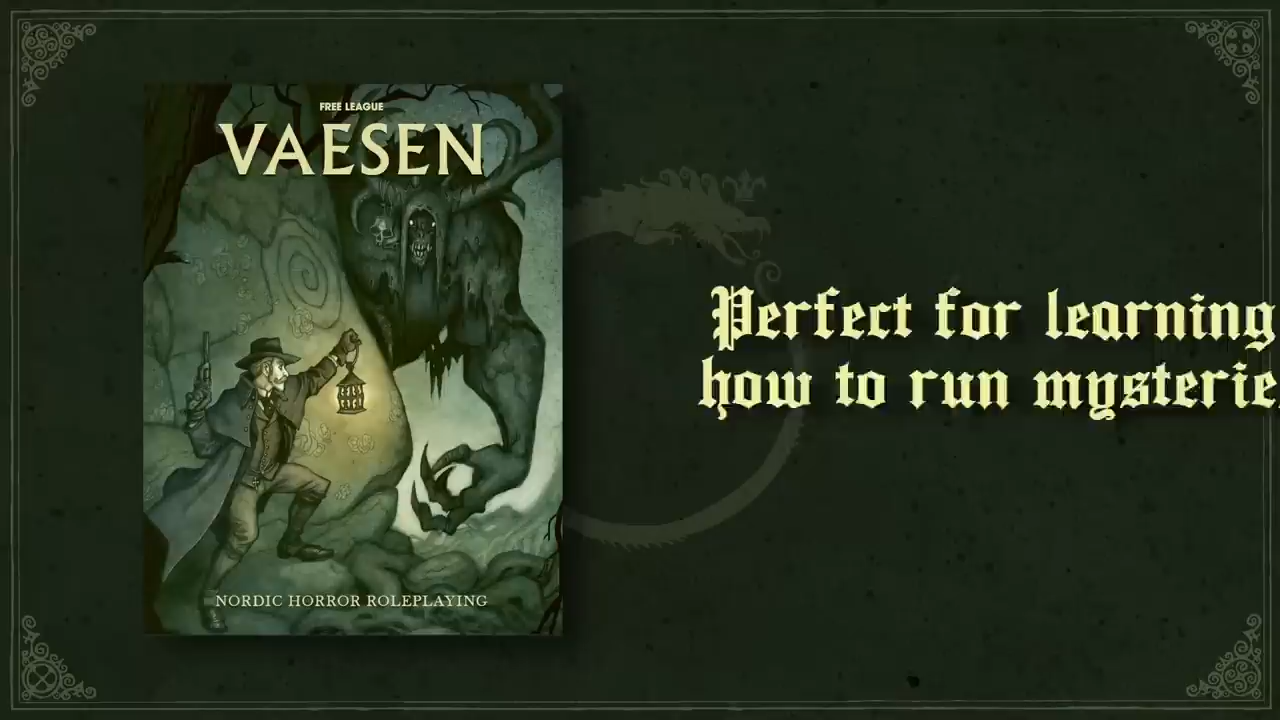 FREE LEAGUE
VAESEN
NORDIC HORROR ROLEPLAYING
Perfect for learning
how to run mysterie